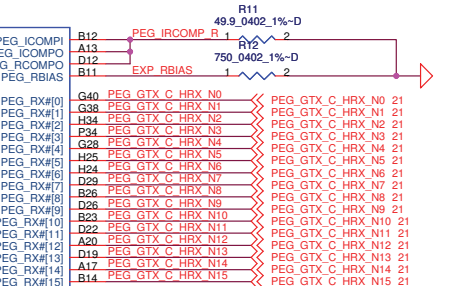 R11
49.9_0402_1%~D
PEG_ICOMPI B12 PEG_IRCOMP_R 1 2
PEG_ICOMPO A13
PEG_RCOMPO D12
R12
750_0402_1%~D
PEG_RBIAS B11 EXP_RBIAS 1 2
PEG_RX#[0] G40 PEG_GTX_C_HRX_N0 PEG_GTX_C_HRX_N0 21
PEG_RX#[1] G38 PEG_GTX_C_HRX_N1 PEG_GTX_C_HRX_N1 21
PEG_RX#[2] H34 PEG_GTX_C_HRX_N2 PEG_GTX_C_HRX_N2 21
PEG_RX#[3] P34 PEG_GTX_C_HRX_N3 PEG_GTX_C_HRX_N3 21
PEG_RX#[4] G28 PEG_GTX_C_HRX_N4 PEG_GTX_C_HRX_N4 21
PEG_RX#[5] H25 PEG_GTX_C_HRX_N5 PEG_GTX_C_HRX_N5 21
PEG_RX#[6] H24 PEG_GTX_C_HRX_N6 PEG_GTX_C_HRX_N6 21
PEG_RX#[7] D29 PEG_GTX_C_HRX_N7 PEG_GTX_C_HRX_N7 21
PEG_RX#[8] B26 PEG_GTX_C_HRX_N8 PEG_GTX_C_HRX_N8 21
PEG_RX#[9] D26 PEG_GTX_C_HRX_N9 PEG_GTX_C_HRX_N9 21
PEG_RX#[10] B23 PEG_GTX_C_HRX_N10 PEG_GTX_C_HRX_N10 21
PEG_RX#[11] D22 PEG_GTX_C_HRX_N11 PEG_GTX_C_HRX_N11 21
PEG_RX#[12] A20 PEG_GTX_C_HRX_N12 PEG_GTX_C_HRX_N12 21
PEG_RX#[13] D19 PEG_GTX_C_HRX_N13 PEG_GTX_C_HRX_N13 21
PEG_RX#[14] A17 PEG_GTX_C_HRX_N14 PEG_GTX_C_HRX_N14 21
PEG_RX#[15] B14 PEG_GTX_C_HRX_N15 PEG_GTX_C_HRX_N15 21